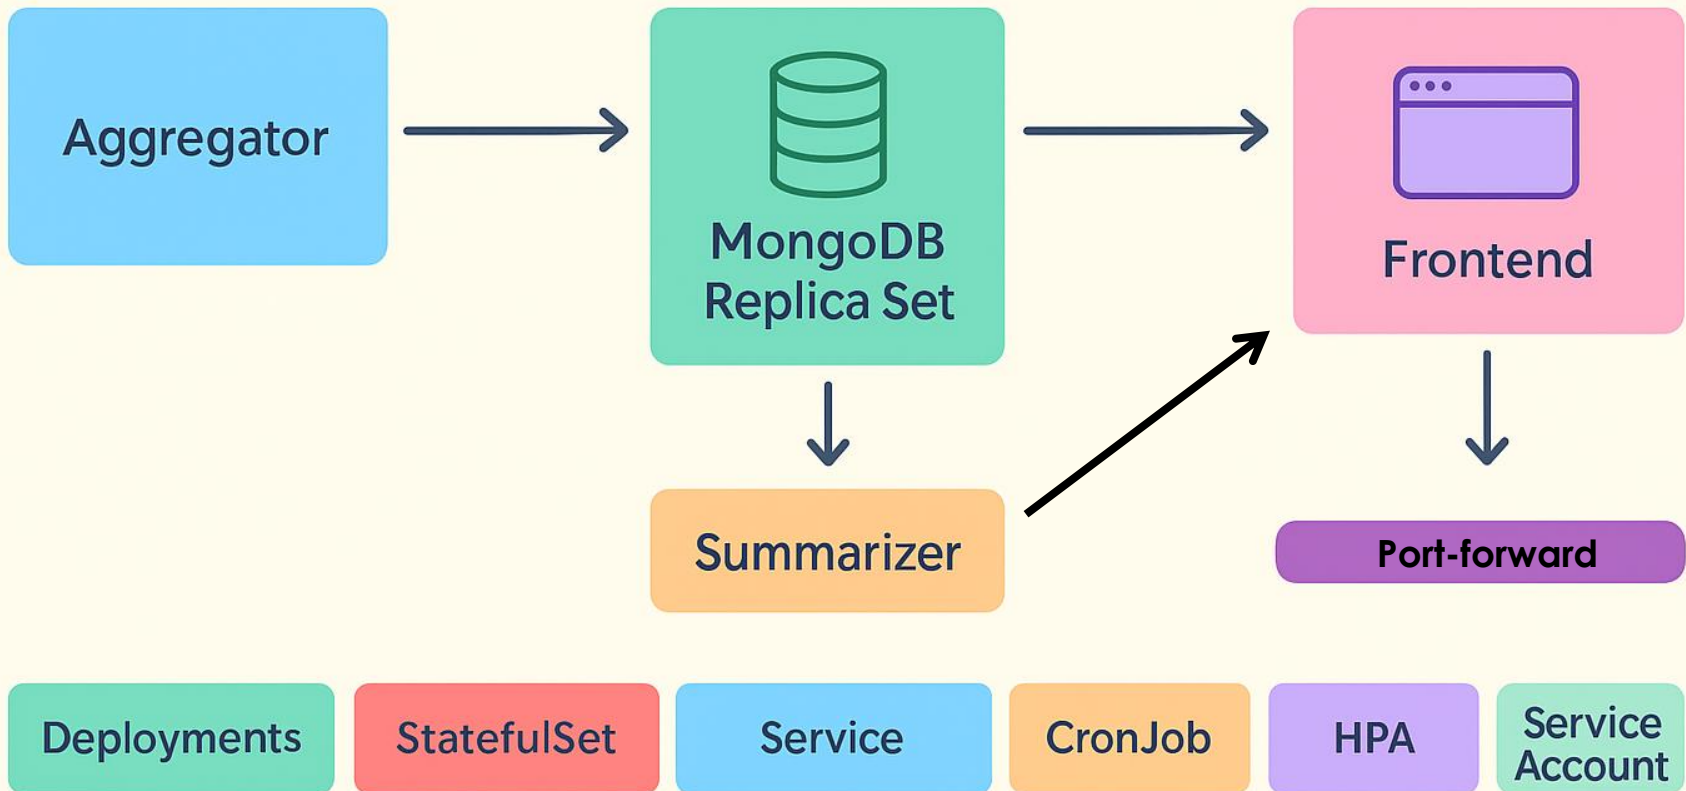 Aggregator
MongoDB
Replica Set
Frontend
Summarizer
Port-forward
Deployments
StatefulSet
Service
CronJob
HPA
Service
Account